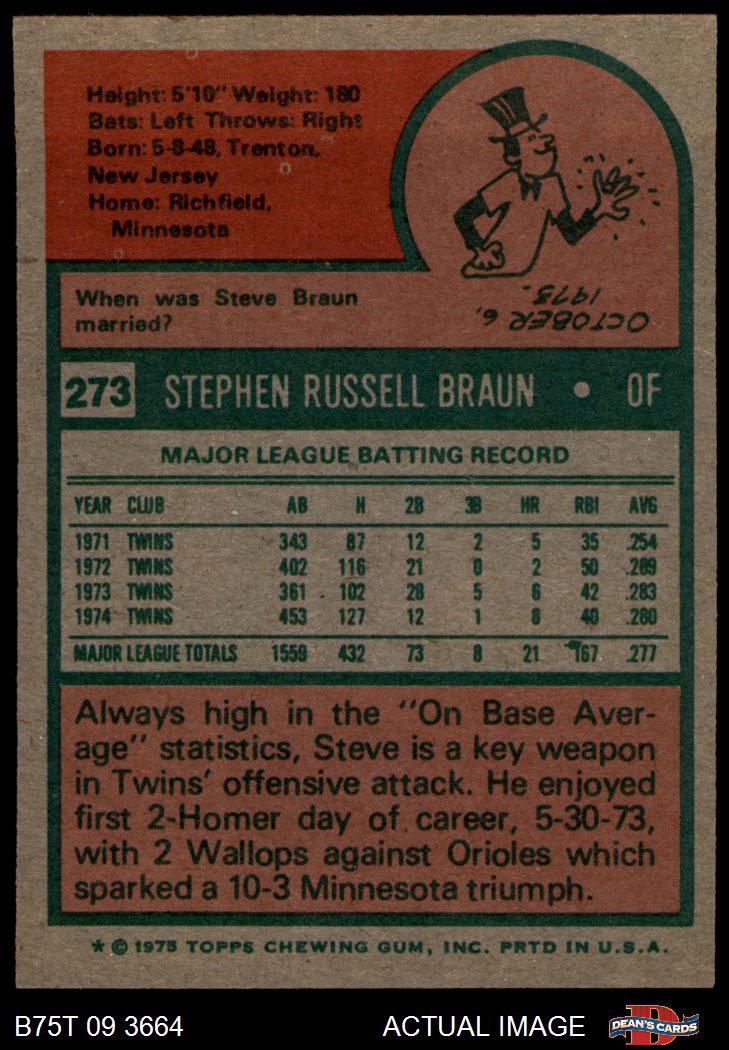 Height: 5'10" Weight: 180
Bats: Left Throws: Right
Born: 5-8-48, Trenton,
New Jersey
Home: Richfield,
Minnesota
When was Steve Braun
married?
OCTOBER 6,
1975.
273 STEPHEN RUSSELL BRAUN • OF
MAJOR LEAGUE BATTING RECORD
YEAR CLUB AB H 2B 3B HR RBI AVG
1971 TWINS 343 87 12 2 5 35 .254
1972 TWINS 402 116 21 0 2 50 .289
1973 TWINS 361 102 28 5 6 42 .283
1974 TWINS 453 127 12 1 8 40 .280
MAJOR LEAGUE TOTALS 1559 432 73 8 21 167 .277
Always high in the "On Base Aver-
age" statistics, Steve is a key weapon
in Twins' offensive attack. He enjoyed
first 2-Homer day of career, 5-30-73,
with 2 Wallops against Orioles which
sparked a 10-3 Minnesota triumph.
* © 1975 TOPPS CHEWING GUM, INC. PRTD IN U.S.A.
B75T 09 3664 ACTUAL IMAGE DEAN'S CARDS